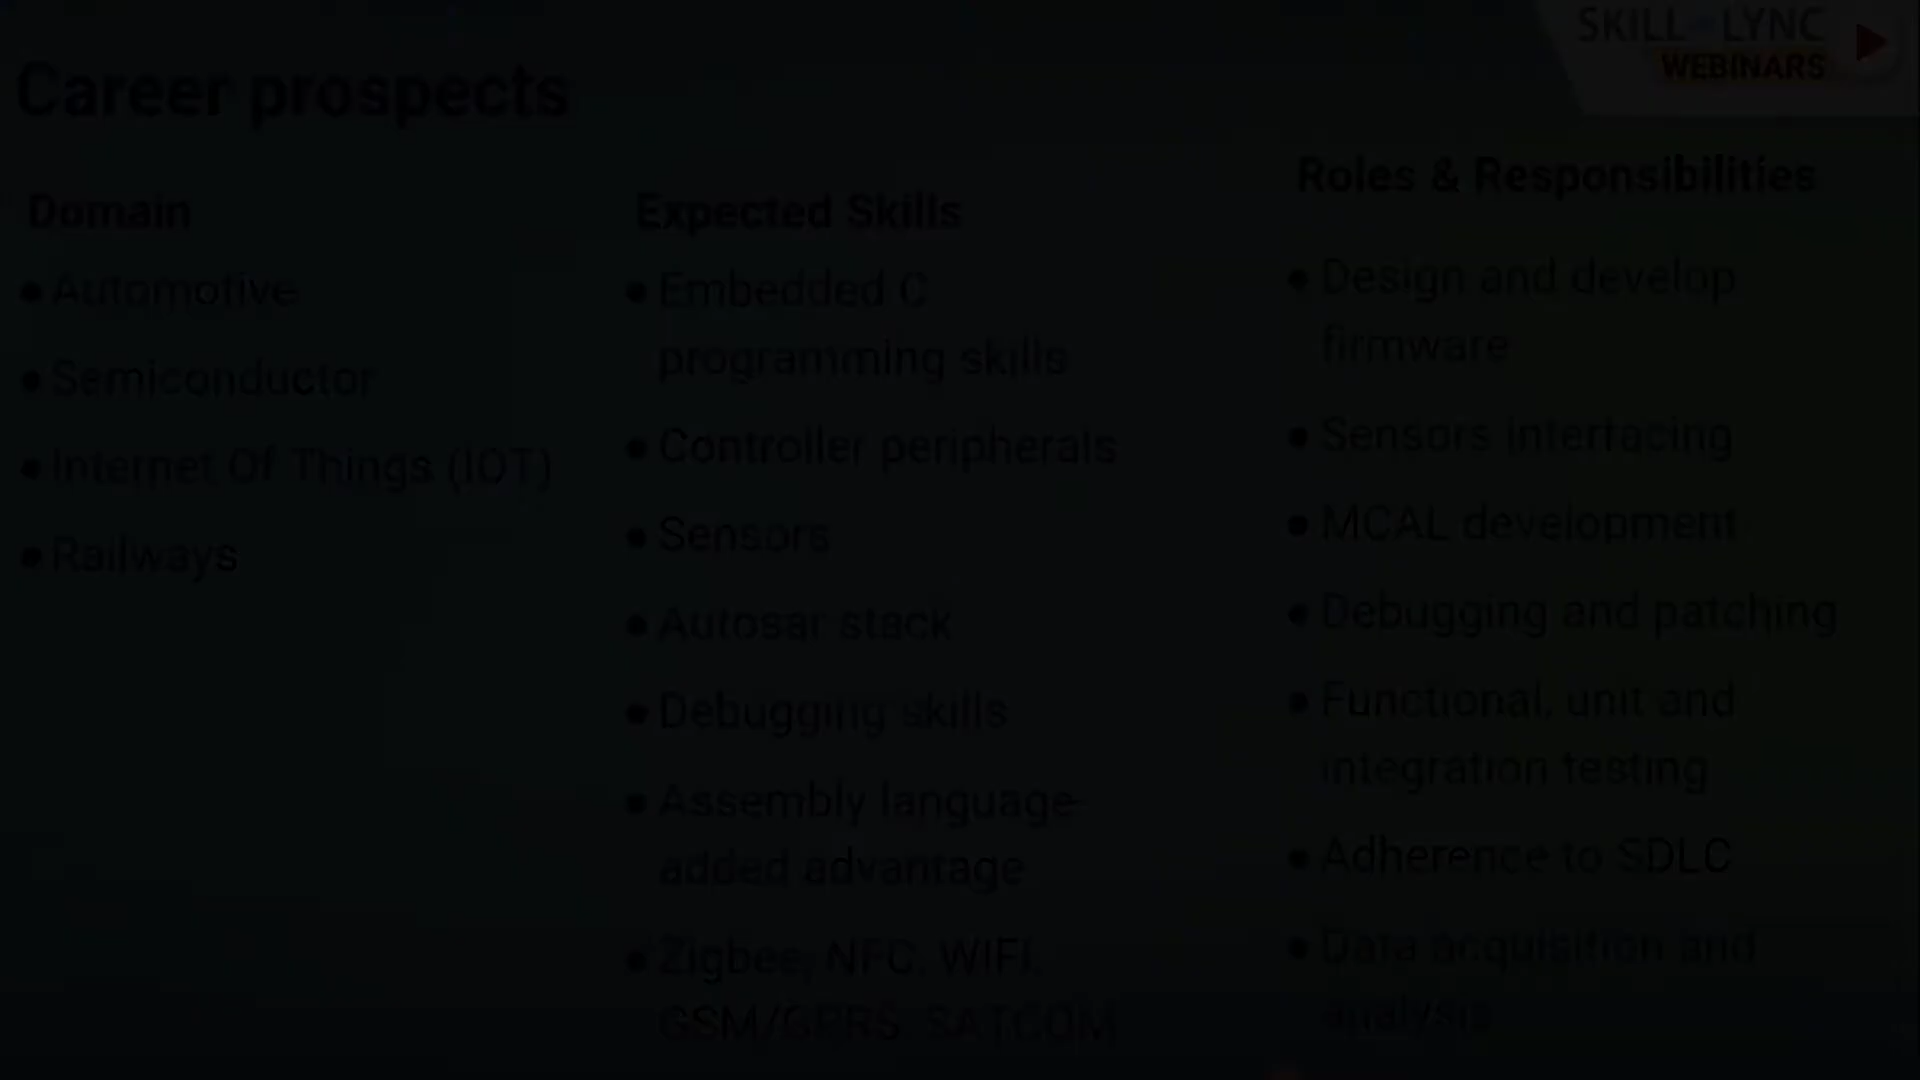 SKILL-LYNC
WEBINARS
Career prospects
Domain
• Automotive
• Semiconductor
• Internet Of Things (IOT)
• Railways
Expected Skills
• Embedded C
programming skills
• Controller peripherals
• Sensors
• Autosar stack
• Debugging skills
• Assembly language-
added advantage
• Zigbee, NFC, WIFI,
GSM/GPRS, SATCOM
Roles & Responsibilities
• Design and develop
firmware
• Sensors interfacing
• MCAL development
• Debugging and patching
• Functional, unit and
integration testing
• Adherence to SDLC
• Data acquisition and
analysis